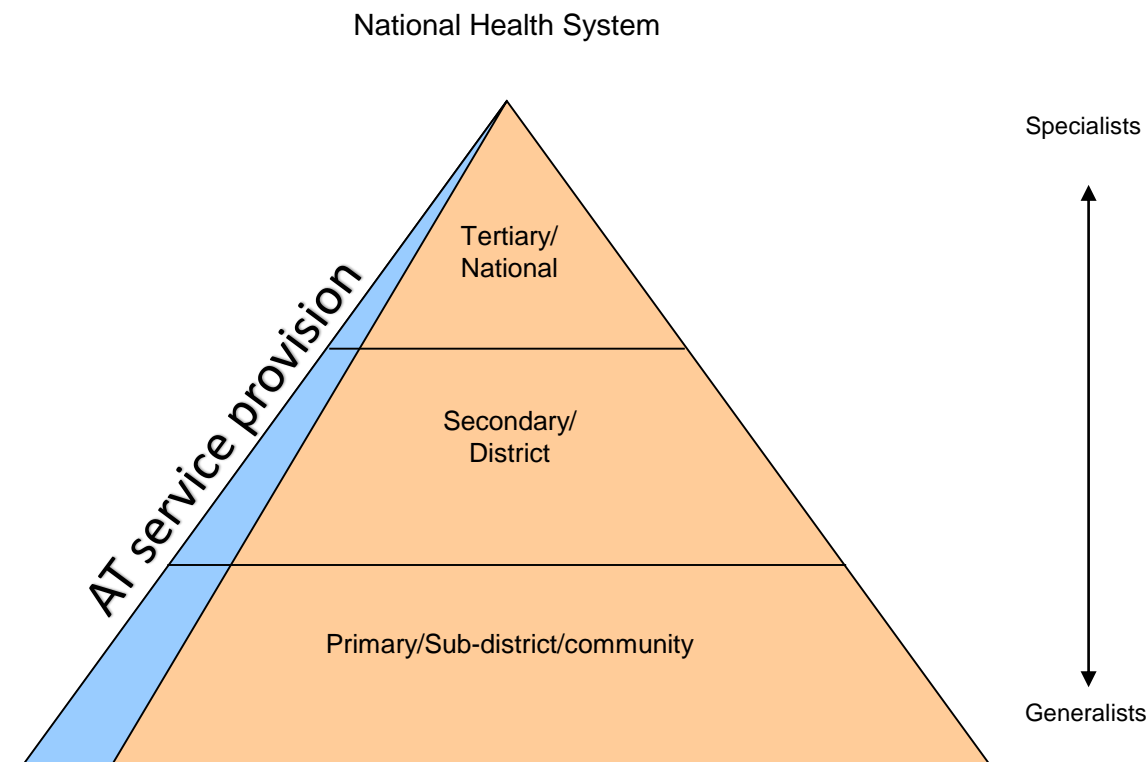 National Health System
Specialists
Tertiary/
National
AT service provision
Secondary/
District
Primary/Sub-district/community
Generalists